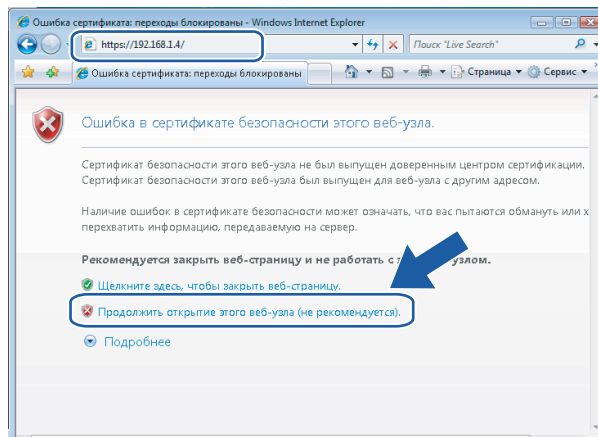 Ошибка сертификата: переходы блокированы - Windows Internet Explorer
https://192.168.1.4/
Поиск "Live Search"
Ошибка сертификата: переходы блокированы
Страница
Сервис
Ошибка в сертификате безопасности этого веб-узла.
Сертификат безопасности этого веб-узла не был выпущен доверенным центром сертификации.
Сертификат безопасности этого веб-узла был выпущен для веб-узла с другим адресом.
Наличие ошибок в сертификате безопасности может означать, что вас пытаются обмануть или х
перехватить информацию, передаваемую на сервер.
Рекомендуется закрыть веб-страницу и не работать с узлом.
Щелкните здесь, чтобы закрыть веб-страницу.
Продолжить открытие этого веб-узла (не рекомендуется).
Подробнее